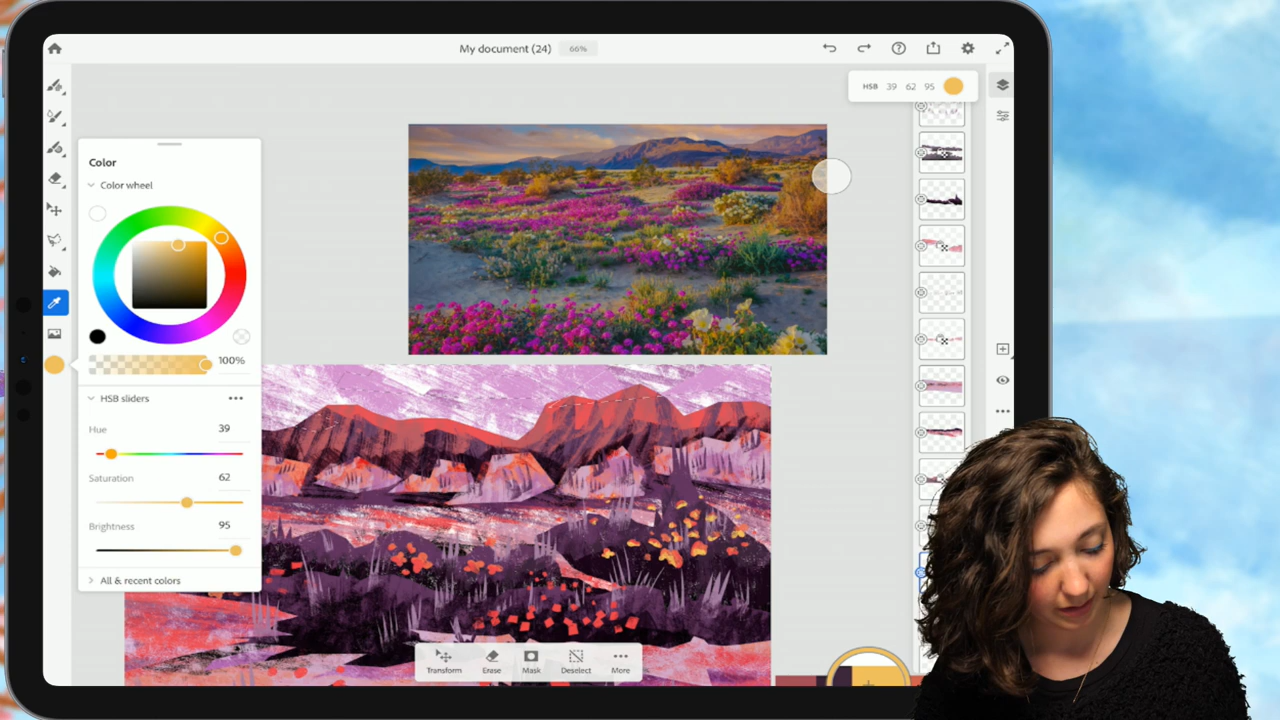 My document (24) 66%
HSB 39 62 95
Color
Color wheel
100%
HSB sliders
Hue 39
Saturation 62
Brightness 95
All & recent colors
Transform Erase Mask Deselect More